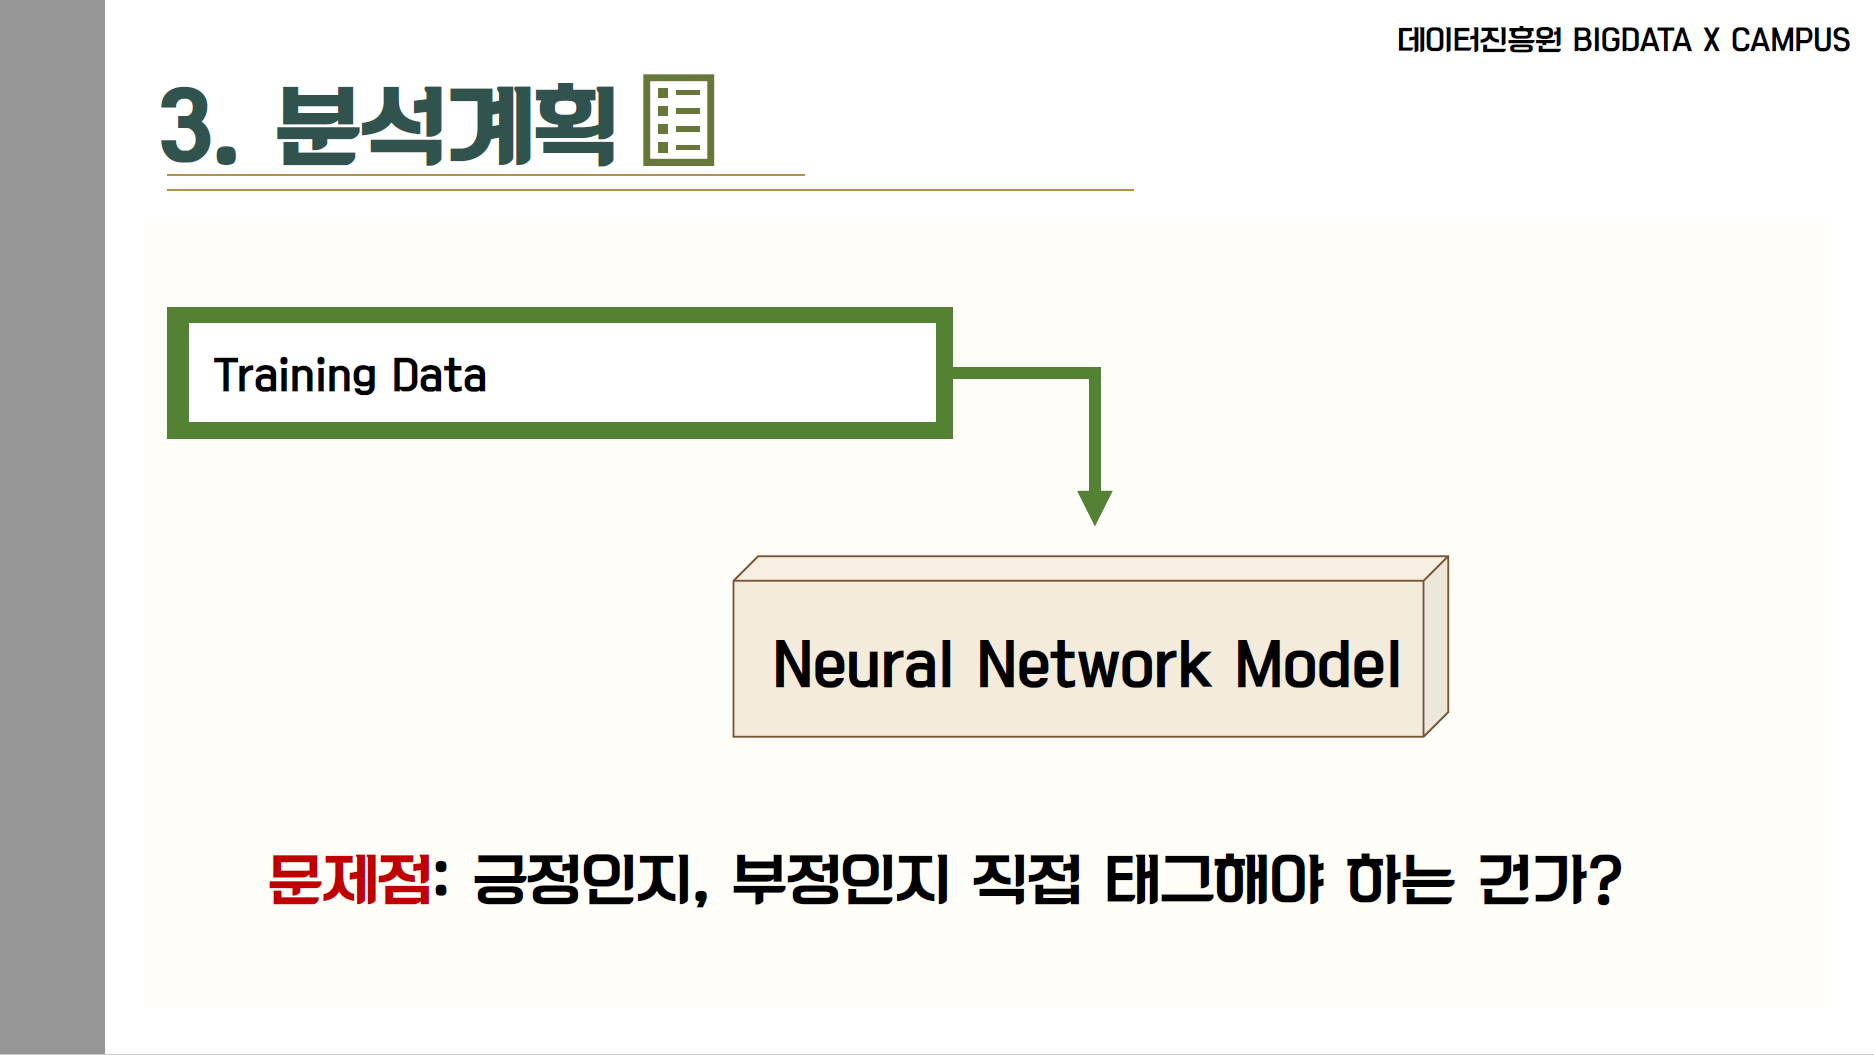 데이터진흥원 BIGDATA X CAMPUS
3. 분석계획
Training Data
Neural Network Model
문제점: 긍정인지, 부정인지 직접 태그해야 하는 건가?